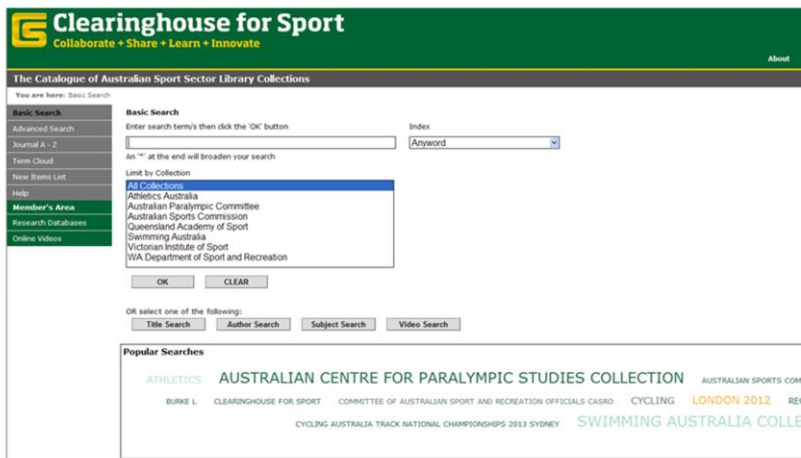 Clearinghouse for Sport
Collaborate + Share + Learn + Innovate
About
The Catalogue of Australian Sport Sector Library Collections
You are here: Basic Search
Basic Search
Advanced Search
Journal A - Z
Term Cloud
New Items List
Help
Member's Area
Research Databases
Online Videos
Basic Search
Enter search term/s then click the 'OK' button
Index
Anyword
An '*' at the end will broaden your search
Limit by Collection
All Collections
Athletics Australia
Australian Paralympic Committee
Australian Sports Commission
Queensland Academy of Sport
Swimming Australia
Victorian Institute of Sport
WA Department of Sport and Recreation
OK CLEAR
OR select one of the following:
Title Search Author Search Subject Search Video Search
Popular Searches
ATHLETICS AUSTRALIAN CENTRE FOR PARALYMPIC STUDIES COLLECTION AUSTRALIAN SPORTS COM
BURKE L CLEARINGHOUSE FOR SPORT COMMITTEE OF AUSTRALIAN SPORT AND RECREATION OFFICIALS CASRO CYCLING LONDON 2012 REC
CYCLING AUSTRALIA TRACK NATIONAL CHAMPIONSHIPS 2013 SYDNEY SWIMMING AUSTRALIA COLLE